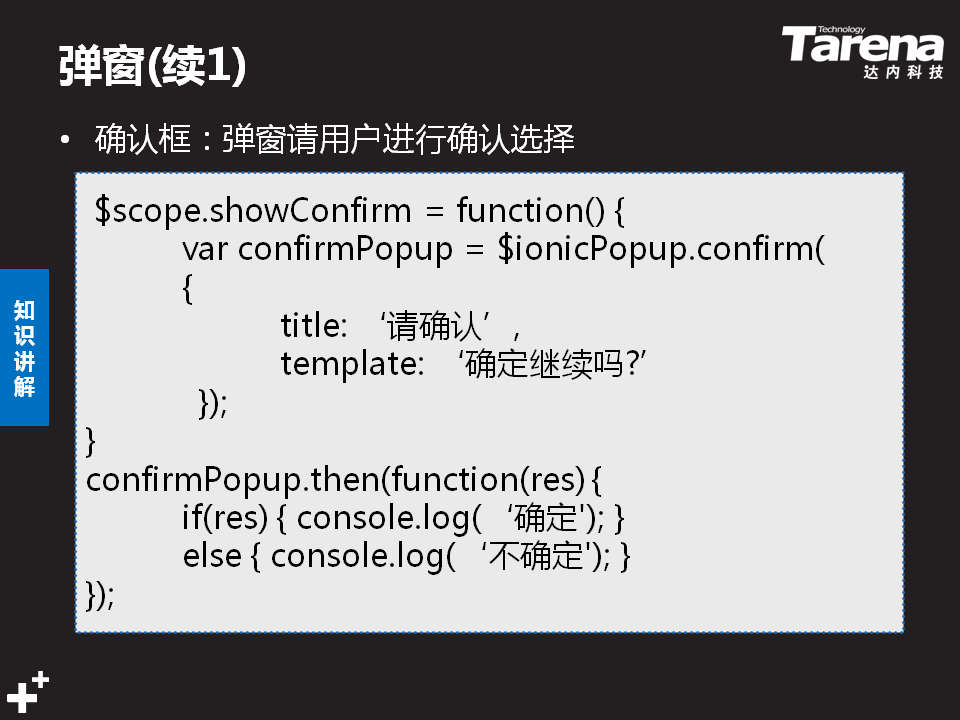 弹窗(续1)
Technology
Tarena
达内科技
• 确认框：弹窗请用户进行确认选择
$scope.showConfirm = function() {
var confirmPopup = $ionicPopup.confirm(
{
title: ‘请确认’,
template: ‘确定继续吗?’
});
}
confirmPopup.then(function(res) {
if(res) { console.log( ‘确定'); }
else { console.log( ‘不确定'); }
});
知识讲解